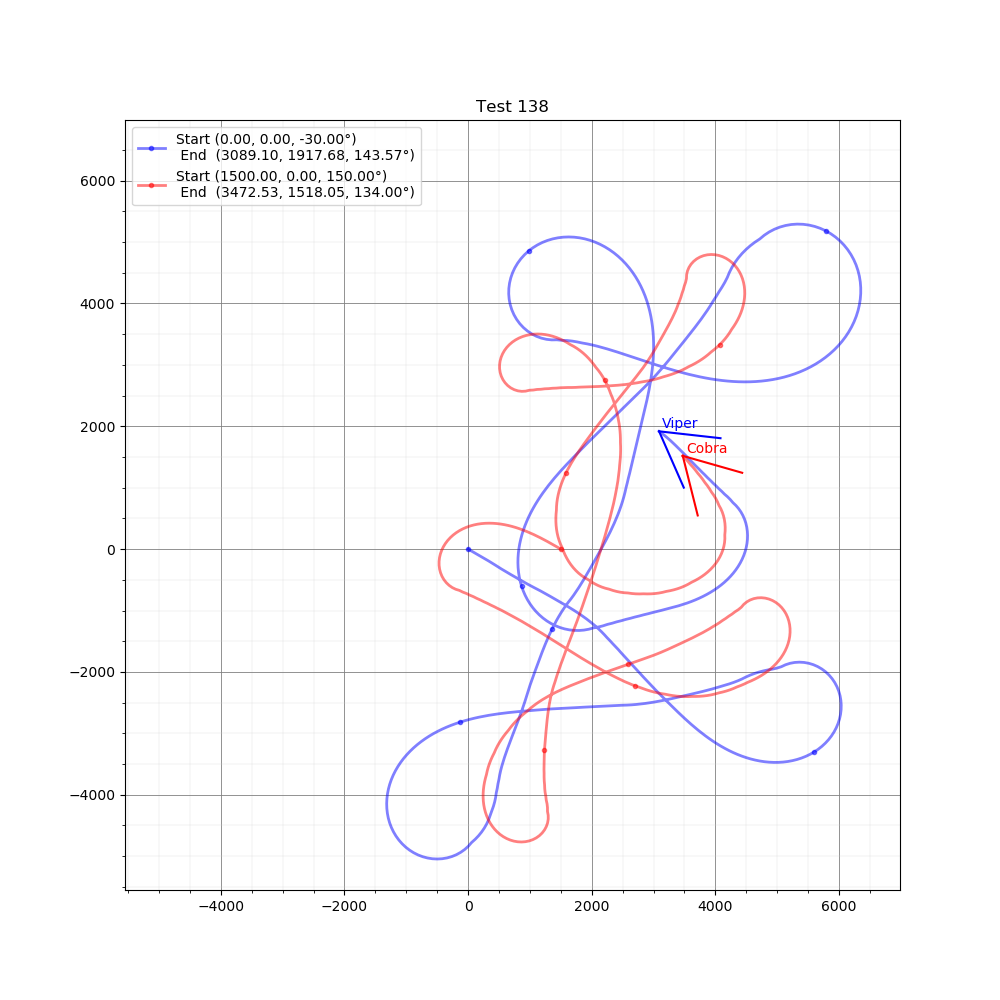 Test 138
Start (0.00, 0.00, -30.00°)
End (3089.10, 1917.68, 143.57°)
Start (1500.00, 0.00, 150.00°)
End (3472.53, 1518.05, 134.00°)
6000
4000
2000
0
−2000
−4000
Viper
Cobra
−4000 −2000 0 2000 4000 6000